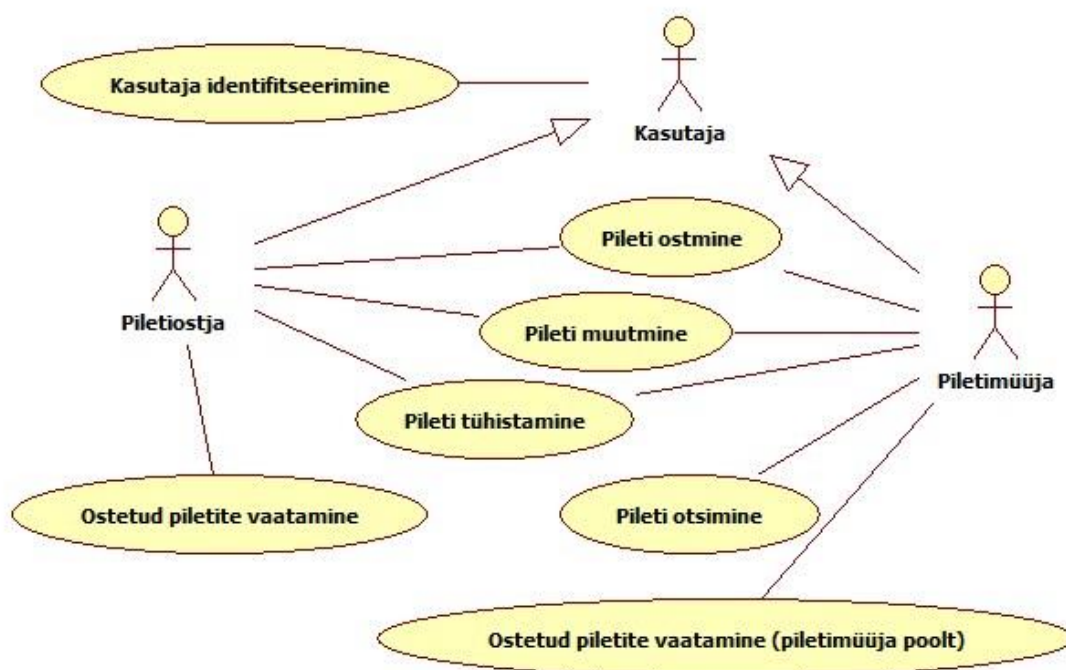 Kasutaja identifitseerimine
Kasutaja
Pileti ostmine
Piletiostja
Pileti muutmine
Piletimüüja
Pileti tühistamine
Ostetud piletite vaatamine
Pileti otsimine
Ostetud piletite vaatamine (piletimüüja poolt)